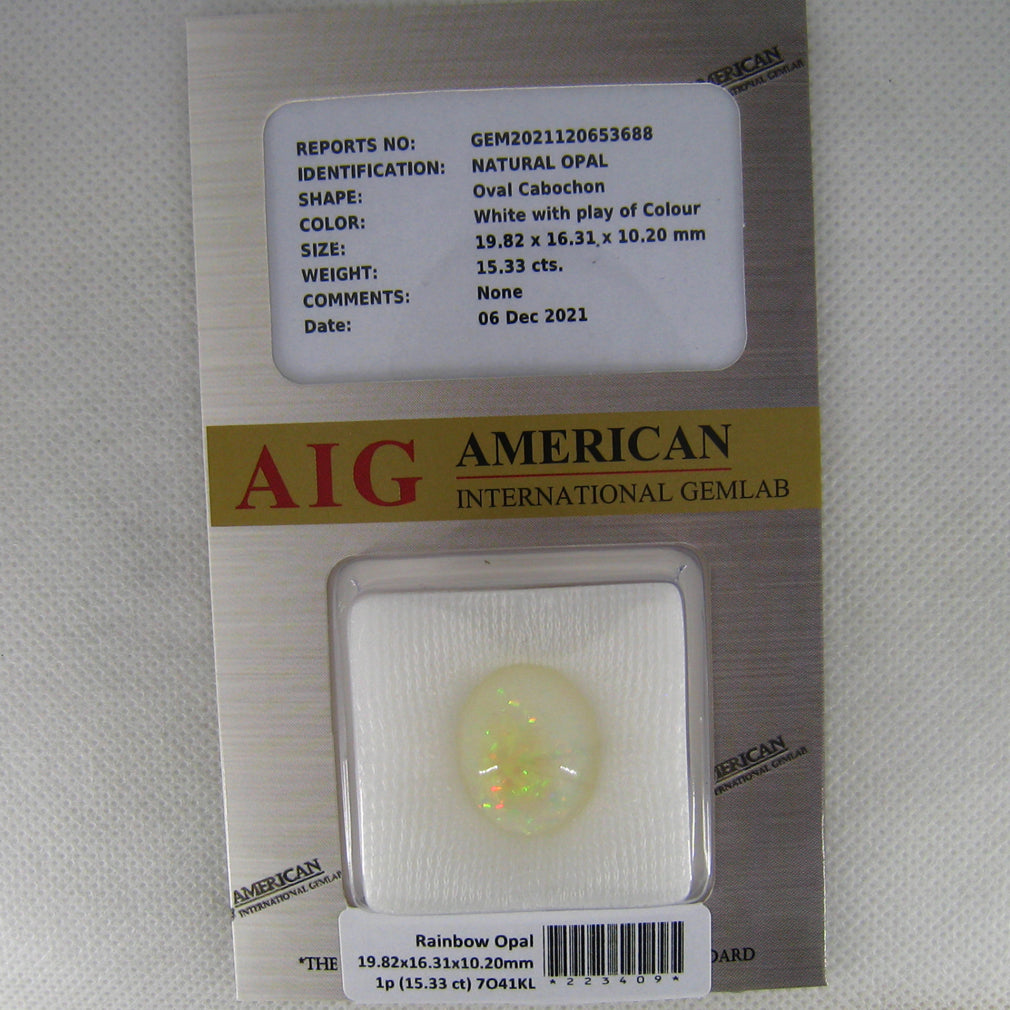 AMERICAN
INTERNATIONAL GEMLAB
REPORTS NO: GEM2021120653688
IDENTIFICATION: NATURAL OPAL
SHAPE: Oval Cabochon
COLOR: White with play of Colour
SIZE: 19.82 x 16.31 x 10.20 mm
WEIGHT: 15.33 cts.
COMMENTS: None
Date: 06 Dec 2021
AIG AMERICAN
INTERNATIONAL GEMLAB
AMERICAN
INTERNATIONAL GEMLAB
AMERICAN
INTERNATIONAL GEMLAB
*THE
Rainbow Opal
19.82x16.31x10.20mm
1p (15.33 ct) 7O41KL
*223409*